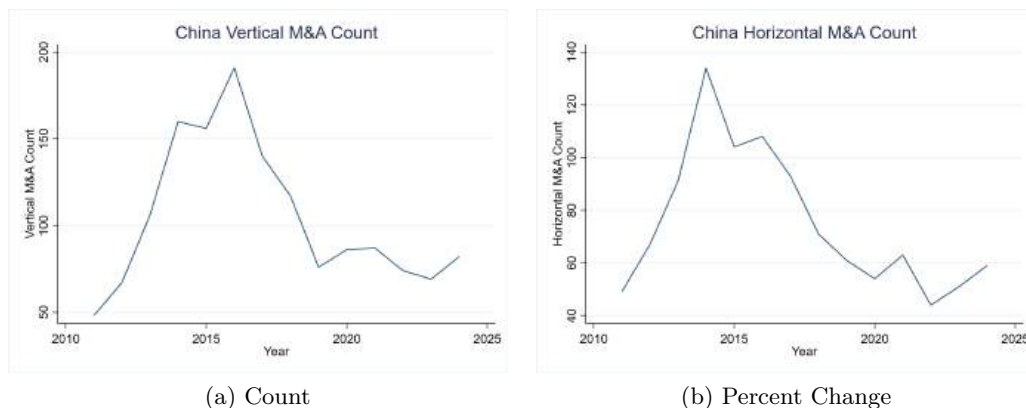 China Vertical M&A Count
Vertical M&A Count
200
150
100
50
2010
2015
2020
2025
Year
(a) Count
China Horizontal M&A Count
Horizontal M&A Count
140
120
100
80
60
40
2010
2015
2020
2025
Year
(b) Percent Change